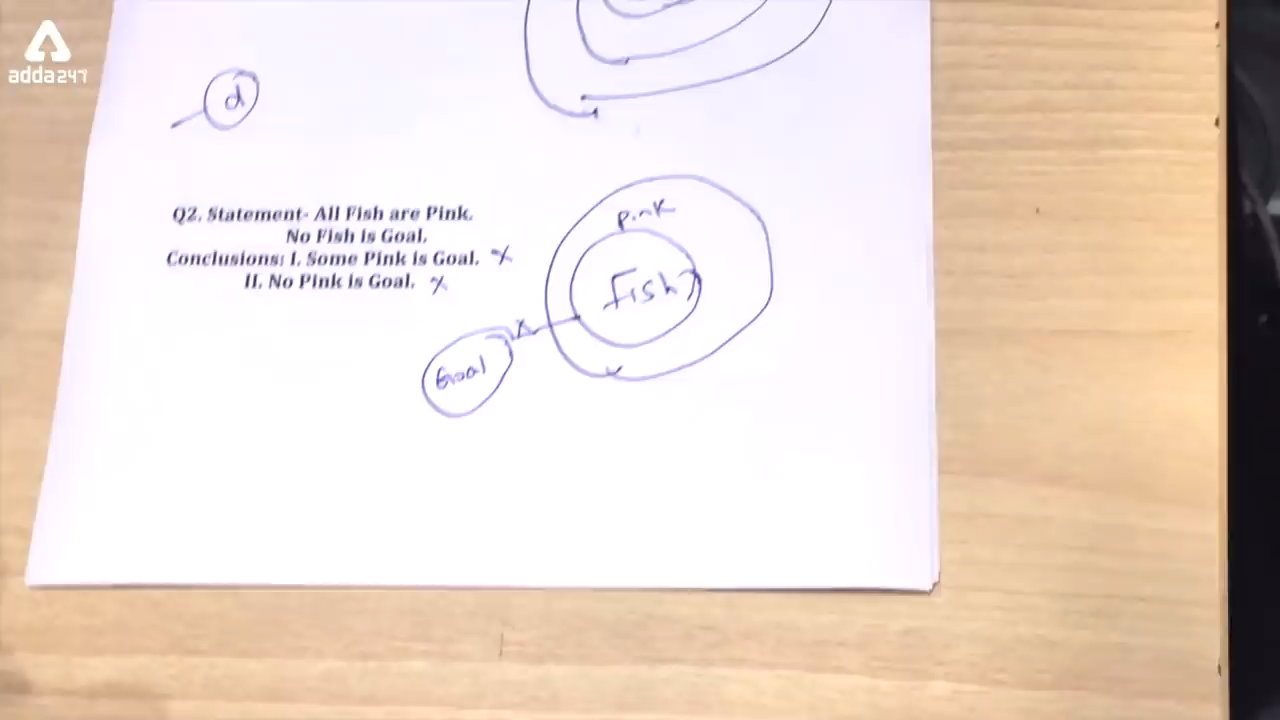 adda247
d
Q2. Statement- All Fish are Pink.
No Fish is Goal.
Conclusions: I. Some Pink is Goal. ×
II. No Pink is Goal. ×
Pink
Fish
Goal